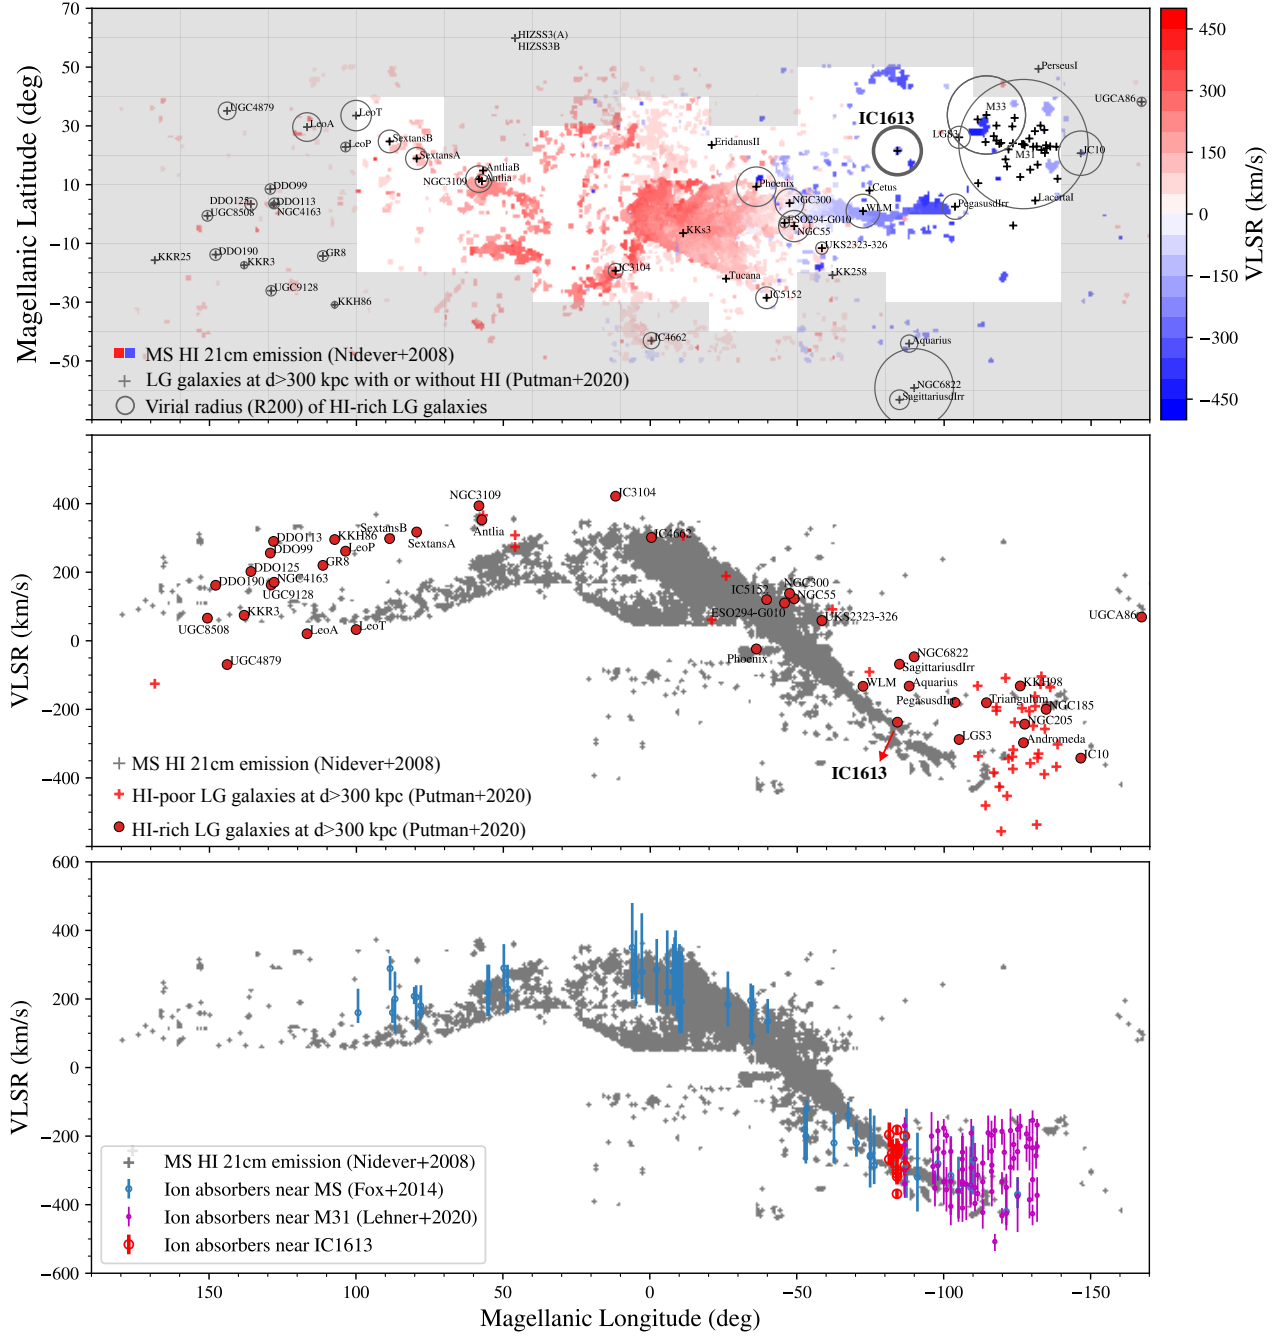 70
50
30
10
−10
−30
−50
Magellanic Latitude (deg)
HIZSS3(A)
HIZSS3B
PerseusI
UGCA86
UGC4879
LeoA
LeoT
LeoP
SextansB
SextansA
AntliaB
Antlia
NGC3109
IC1613
M33
LGS3
M31
IC10
EridanusII
Phoenix
Cetus
NGC300
WLM
PegasusdIrr
LacertaI
ESO294-G010
NGC55
UKS2323-326
KK258
DDO99
DDO125
DDO113
UGC8508
NGC4163
DDO190
GR8
KKR25
KKR3
UGC9128
KKH86
KKs3
IC3104
Tucana
IC5152
IC4662
Aquarius
NGC6822
SagittariusdIrr
MS HI 21cm emission (Nidever+2008)
LG galaxies at d>300 kpc with or without HI (Putman+2020)
Virial radius (R200) of HI-rich LG galaxies
450
300
150
0
−150
−300
−450
VLSR (km/s)
400
200
0
−200
−400
VLSR (km/s)
NGC3109
IC3104
SextansB
Antlia
SextansA
DDO113
KKH86
DDO99
LeoP
GR8
DDO125
DDO190
NGC4163
UGC9128
KKR3
UGC8508
LeoA
LeoT
UGC4879
IC4662
IC5152
NGC300
NGC55
ESO294-G010
UKS2323-326
Phoenix
UGCA86
NGC6822
SagittariusdIrr
WLM
Aquarius
KKH98
PegasusdIrr
Triangulum
NGC185
NGC205
LGS3
Andromeda
IC10
IC1613
MS HI 21cm emission (Nidever+2008)
HI-poor LG galaxies at d>300 kpc (Putman+2020)
HI-rich LG galaxies at d>300 kpc (Putman+2020)
600
400
200
0
−200
−400
−600
VLSR (km/s)
MS HI 21cm emission (Nidever+2008)
Ion absorbers near MS (Fox+2014)
Ion absorbers near M31 (Lehner+2020)
Ion absorbers near IC1613
150
100
50
0
−50
−100
−150
Magellanic Longitude (deg)